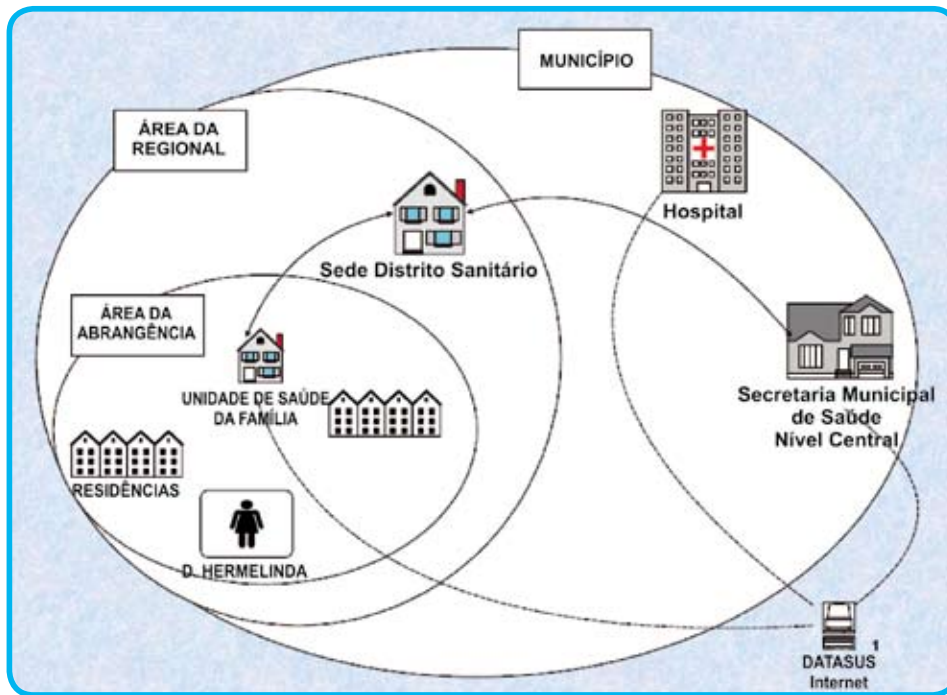 MUNICÍPIO
ÁREA DA
REGIONAL
Hospital
Sede Distrito Sanitário
ÁREA DA
ABRANGÊNCIA
UNIDADE DE SAÚDE
DA FAMÍLIA
Secretaria Municipal
de Saúde
Nível Central
RESIDÊNCIAS
D. HERMELINDA
1
DATASUS
Internet